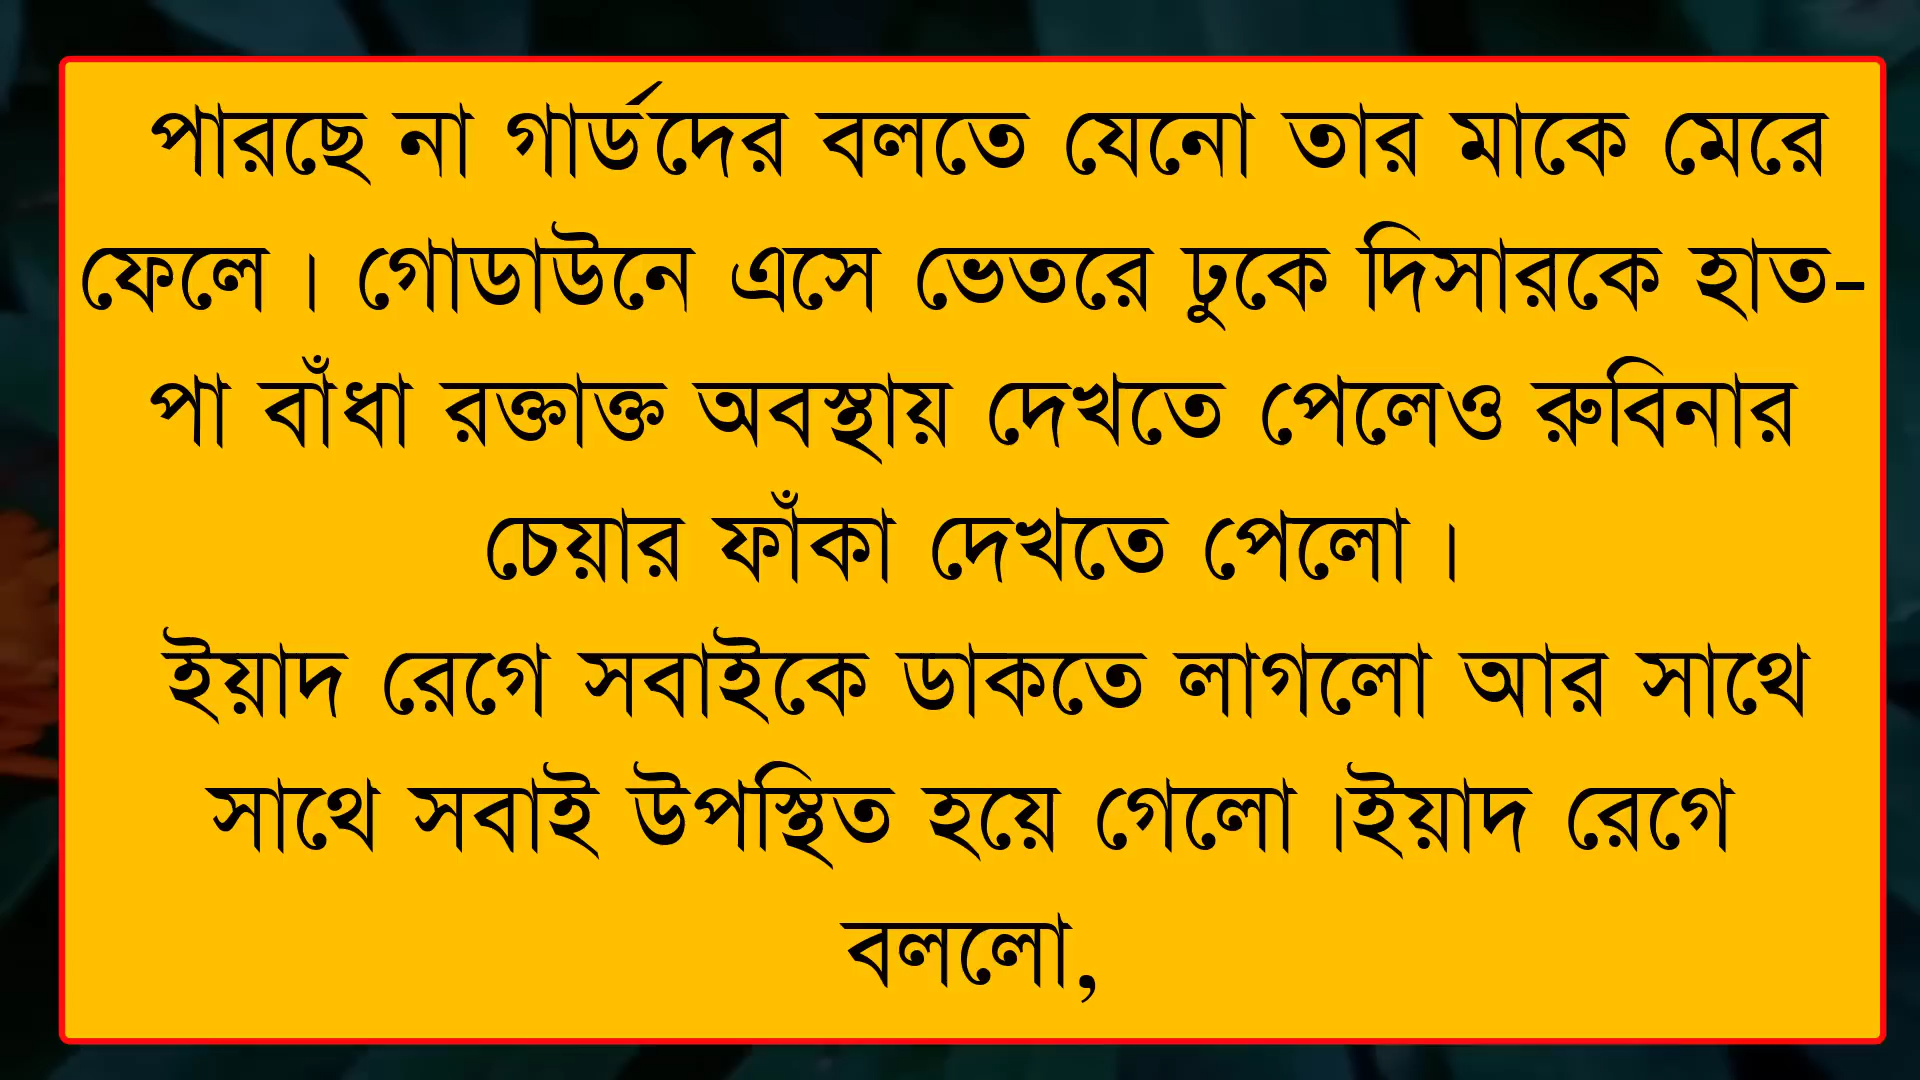 পারছে না গার্ডদের বলতে যেনো তার মাকে মেরে
ফেলে । গোডাউনে এসে ভেতরে ঢুকে দিসারকে হাত-
পা বাঁধা রক্তাক্ত অবস্থায় দেখতে পেলেও রুবিনার
চেয়ার ফাঁকা দেখতে পেলো ।
ইয়াদ রেগে সবাইকে ডাকতে লাগলো আর সাথে
সাথে সবাই উপস্থিত হয়ে গেলো ।ইয়াদ রেগে
বললো,